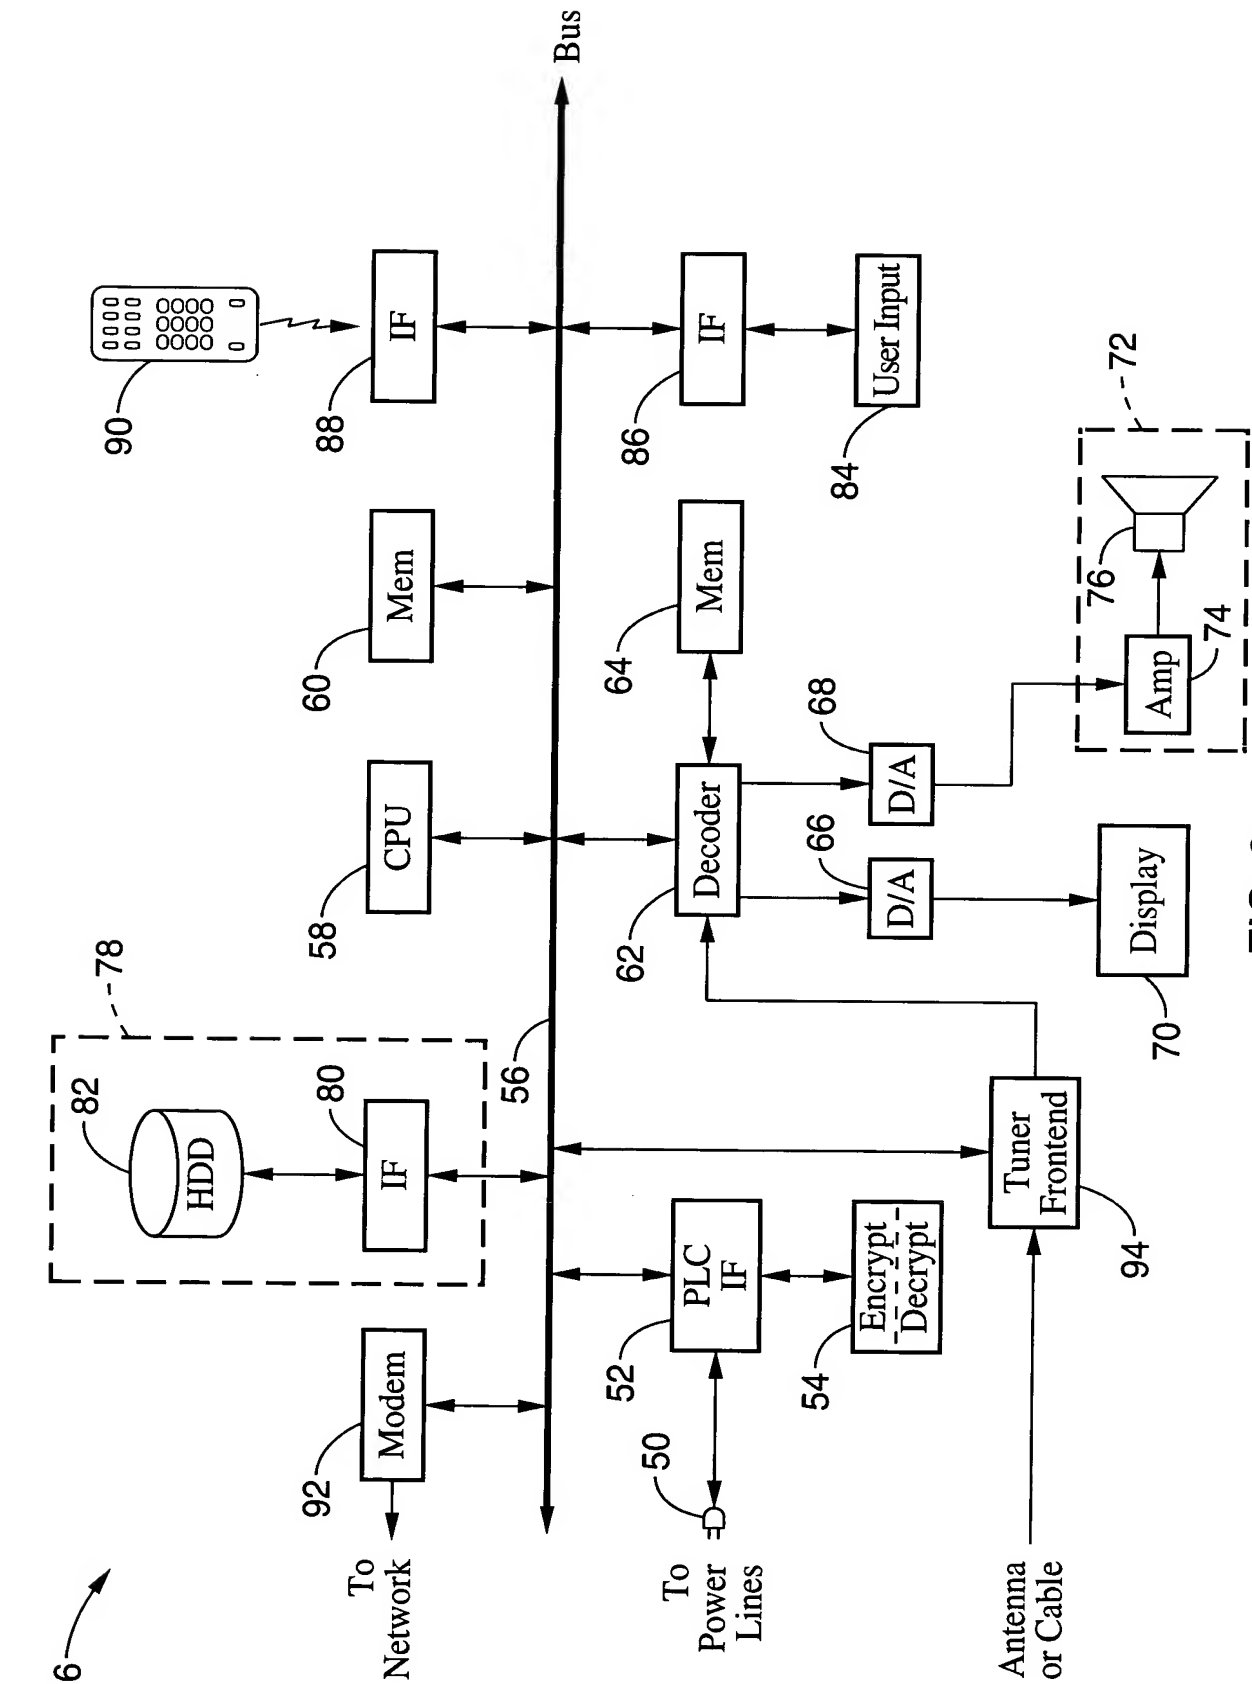 6
To
Network
92
Modem
78
82
HDD
80
IF
58
CPU
60
Mem
88
IF
90
56
Bus
To
Power
Lines
50
52
PLC
IF
54
Encrypt
Decrypt
62
Decoder
64
Mem
86
IF
84
User Input
66
D/A
68
D/A
Antenna
or Cable
94
Tuner
Frontend
70
Display
72
76
74
Amp